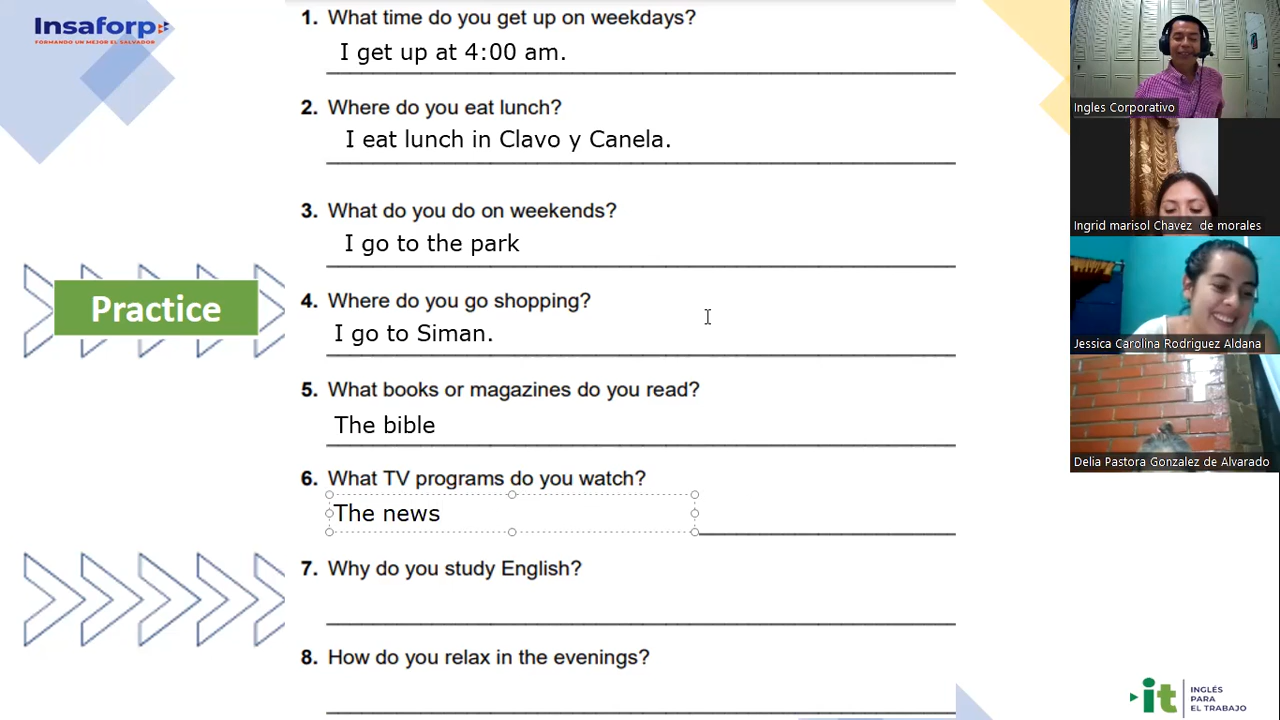 Insaforp
FORMANDO UN MEJOR EL SALVADOR
1. What time do you get up on weekdays?
I get up at 4:00 am.
2. Where do you eat lunch?
I eat lunch in Clavo y Canela.
3. What do you do on weekends?
I go to the park
4. Where do you go shopping?
I go to Siman.
5. What books or magazines do you read?
The bible
6. What TV programs do you watch?
The news
7. Why do you study English?
8. How do you relax in the evenings?
Practice
Ingles Corporativo
Ingrid marisol Chavez de morales
Jessica Carolina Rodriguez Aldana
Delia Pastora Gonzalez de Alvarado
it
INGLÉS
PARA
EL TRABAJO